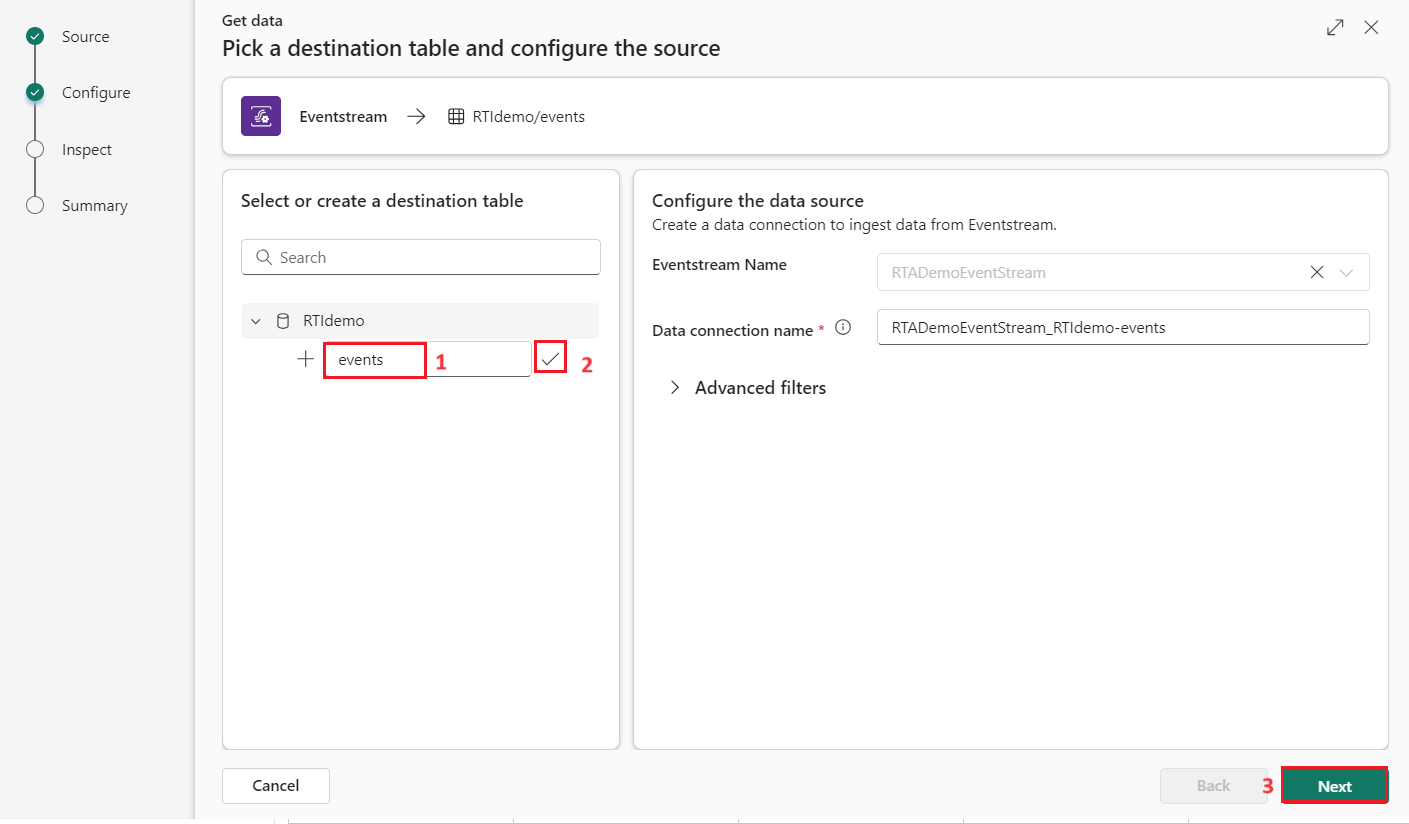 Source
Configure
Inspect
Summary
Get data
Pick a destination table and configure the source
Eventstream → RTIdemo/events
Select or create a destination table
Search
RTIdemo
events 1 2
Configure the data source
Create a data connection to ingest data from Eventstream.
Eventstream Name RTADemoEventStream
Data connection name * RTADemoEventStream_RTIdemo-events
Advanced filters
Cancel
Back 3 Next